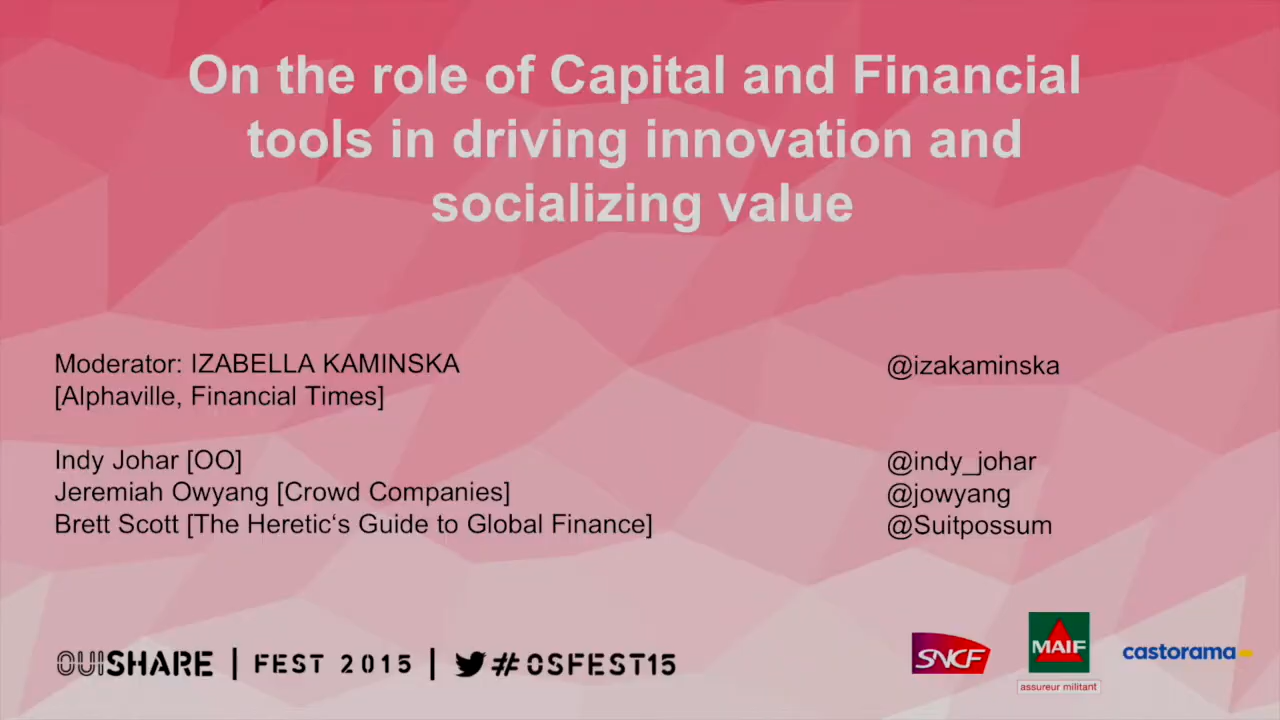 On the role of Capital and Financial
tools in driving innovation and
socializing value
Moderator: IZABELLA KAMINSKA @izakaminska
[Alphaville, Financial Times]
Indy Johar [OO] @indy_johar
Jeremiah Owyang [Crowd Companies] @jowyang
Brett Scott [The Heretic‘s Guide to Global Finance] @Suitpossum
OUISHARE | FEST 2015 | #OSFEST15
SNCF
MAIF
assureur militant
castorama